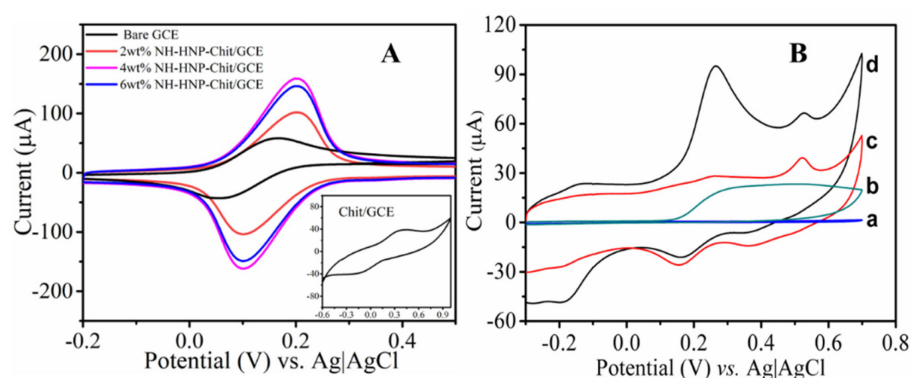 Bare GCE
2wt% NH-HNP-Chit/GCE
4wt% NH-HNP-Chit/GCE
6wt% NH-HNP-Chit/GCE
A
200
100
0
-100
-200
Current (µA)
-0.2
0.0
0.2
0.4
Potential (V) vs. Ag|AgCl
Chit/GCE
80
40
0
-40
-80
-0.6
-0.3
0.0
0.3
0.6
0.9
B
120
90
60
30
0
-30
-60
Current (µA)
-0.2
0.0
0.2
0.4
0.6
0.8
Potential (V) vs. Ag|AgCl
d
c
b
a